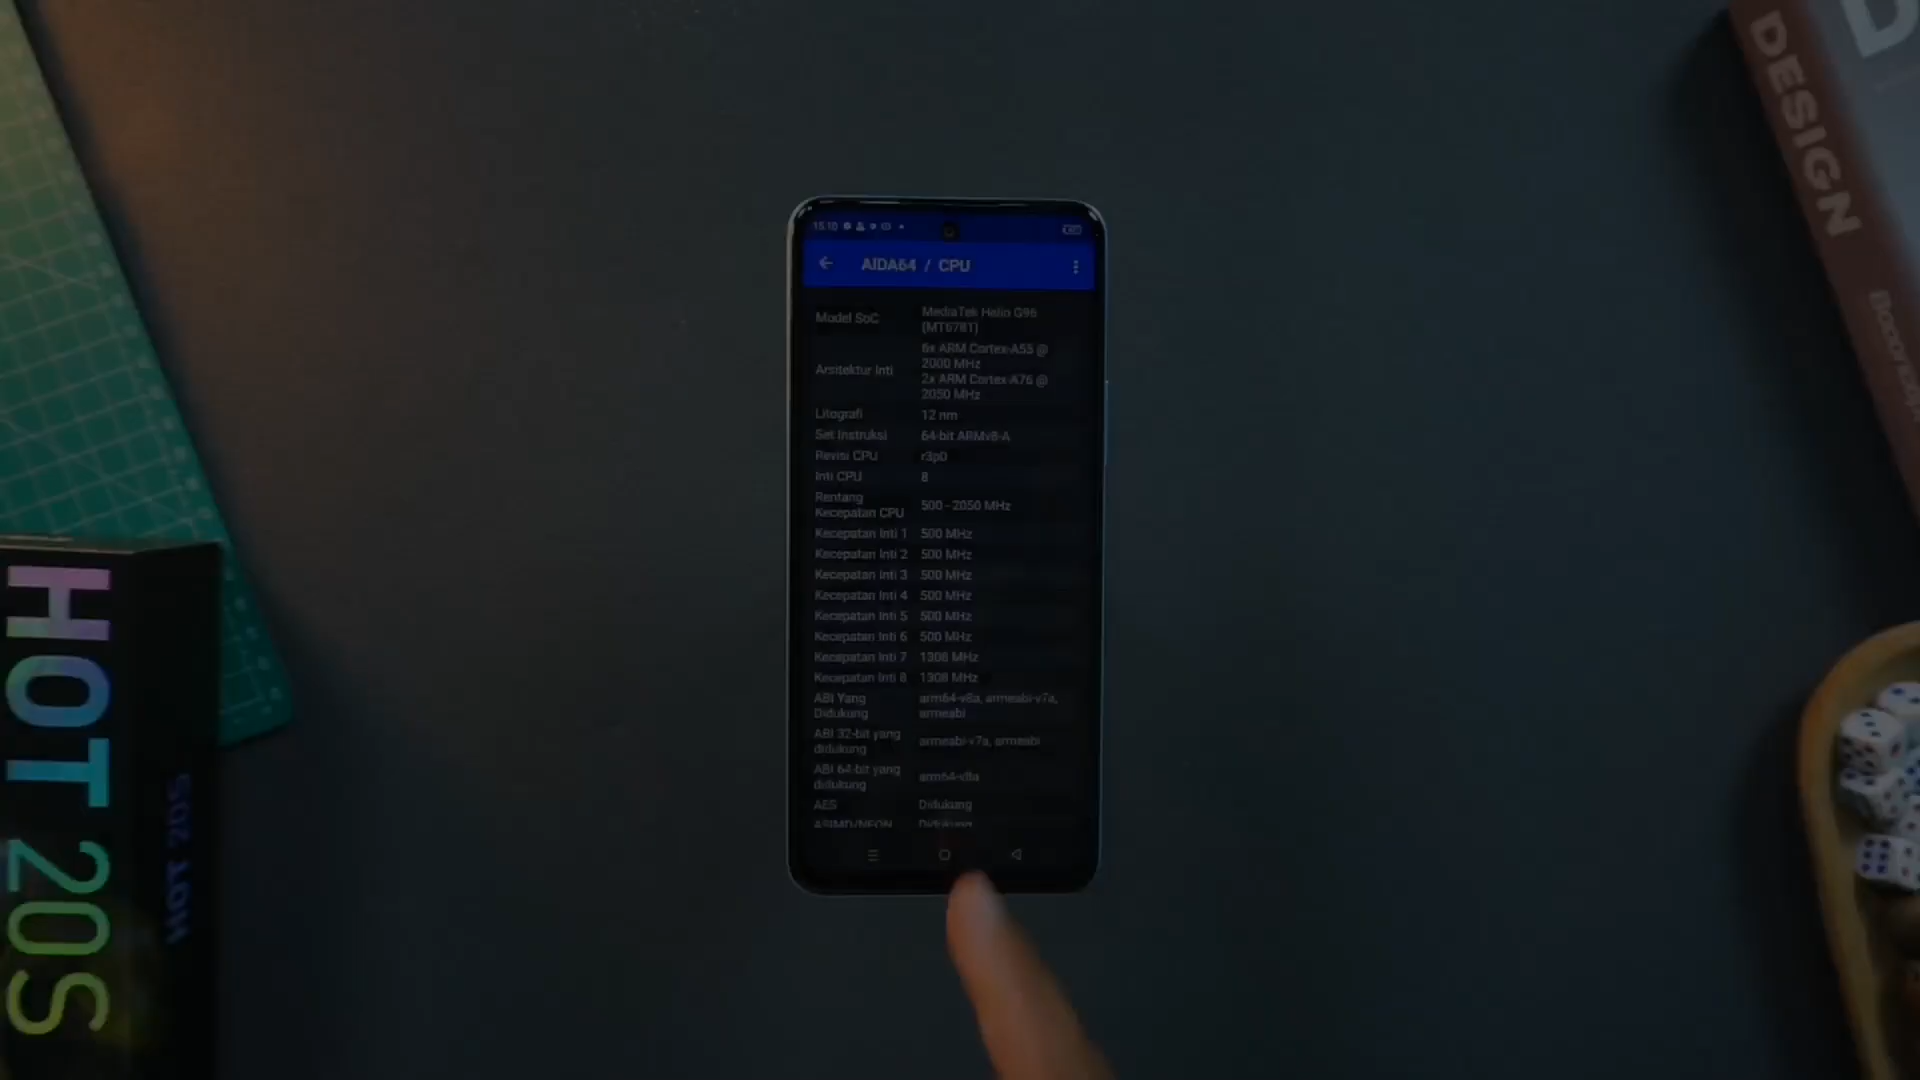 15.10
AIDA64 / CPU
Model SoC MediaTek Helio G96 (MT6781)
Arsitektur Inti 6x ARM Cortex-A55 @ 2000 MHz
2x ARM Cortex-A76 @ 2050 MHz
Litografi 12 nm
Set Instruksi 64-bit ARMv8-A
Revisi CPU r3p0
Inti CPU 8
Rentang Kecepatan CPU 500 - 2050 MHz
Kecepatan Inti 1 500 MHz
Kecepatan Inti 2 500 MHz
Kecepatan Inti 3 500 MHz
Kecepatan Inti 4 500 MHz
Kecepatan Inti 5 500 MHz
Kecepatan Inti 6 500 MHz
Kecepatan Inti 7 1308 MHz
Kecepatan Inti 8 1308 MHz
ABI Yang Didukung arm64-v8a, armeabi-v7a, armeabi
ABI 32-bit yang didukung armeabi-v7a, armeabi
ABI 64-bit yang didukung arm64-v8a
AES Didukung
ASIMD/NEON Didukung
HOT 20S
HOT 20S
DESIGN